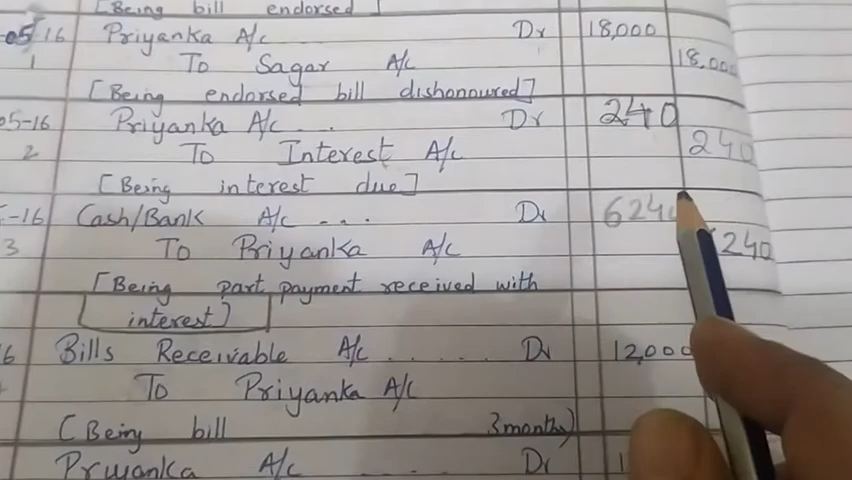 [Being bill endorsed]
05 16 Priyanka A/c Dr 18,000
1 To Sagar A/c 18,000
[Being endorsed bill dishonoured]
05-16 Priyanka A/c ... Dr 240
2 To Interest A/c 240
[Being interest due]
-16 Cash/Bank A/c ... Dr 624
3 To Priyanka A/c 240
[Being part payment received with
interest]
6 Bills Receivable A/c ..... Dr 12,000
To Priyanka A/c
[Being bill 3 months)
Priyanka A/c ..... Dr 1